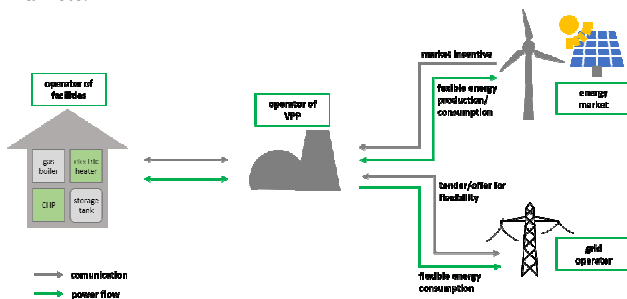 operator of
facilities
gas
boiler
electric
heater
CHP
storage
tank
operator of
VPP
market incentive
flexible energy
production/
consumption
energy
market
tender/offer for
flexibility
grid
operator
flexible energy
consumption
comunication
power flow